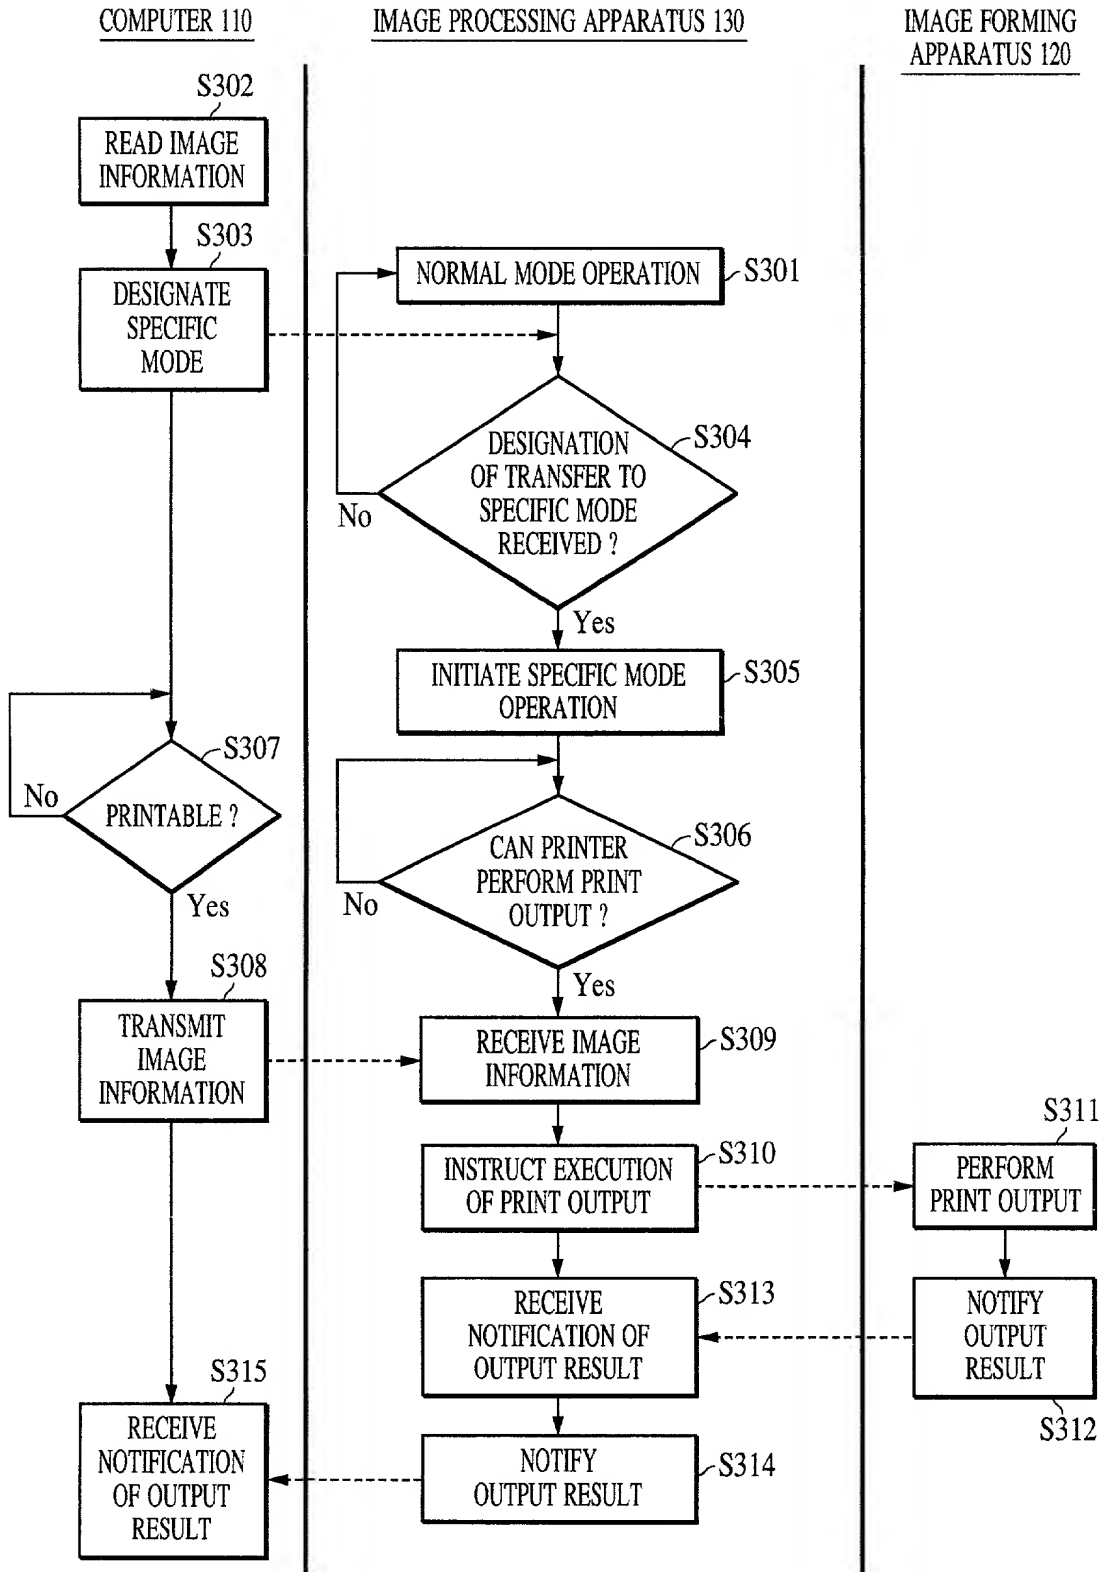 COMPUTER 110
IMAGE PROCESSING APPARATUS 130
IMAGE FORMING
APPARATUS 120
S302
READ IMAGE
INFORMATION
S303
DESIGNATE
SPECIFIC
MODE
NORMAL MODE OPERATION
S301
DESIGNATION
OF TRANSFER TO
SPECIFIC MODE
RECEIVED ?
S304
No
Yes
INITIATE SPECIFIC MODE
OPERATION
S305
S307
PRINTABLE ?
No
Yes
CAN PRINTER
PERFORM PRINT
OUTPUT ?
S306
No
Yes
S308
TRANSMIT
IMAGE
INFORMATION
RECEIVE IMAGE
INFORMATION
S309
INSTRUCT EXECUTION
OF PRINT OUTPUT
S310
S311
PERFORM
PRINT OUTPUT
RECEIVE
NOTIFICATION OF
OUTPUT RESULT
S313
NOTIFY
OUTPUT
RESULT
S312
S315
RECEIVE
NOTIFICATION
OF OUTPUT
RESULT
NOTIFY
OUTPUT RESULT
S314